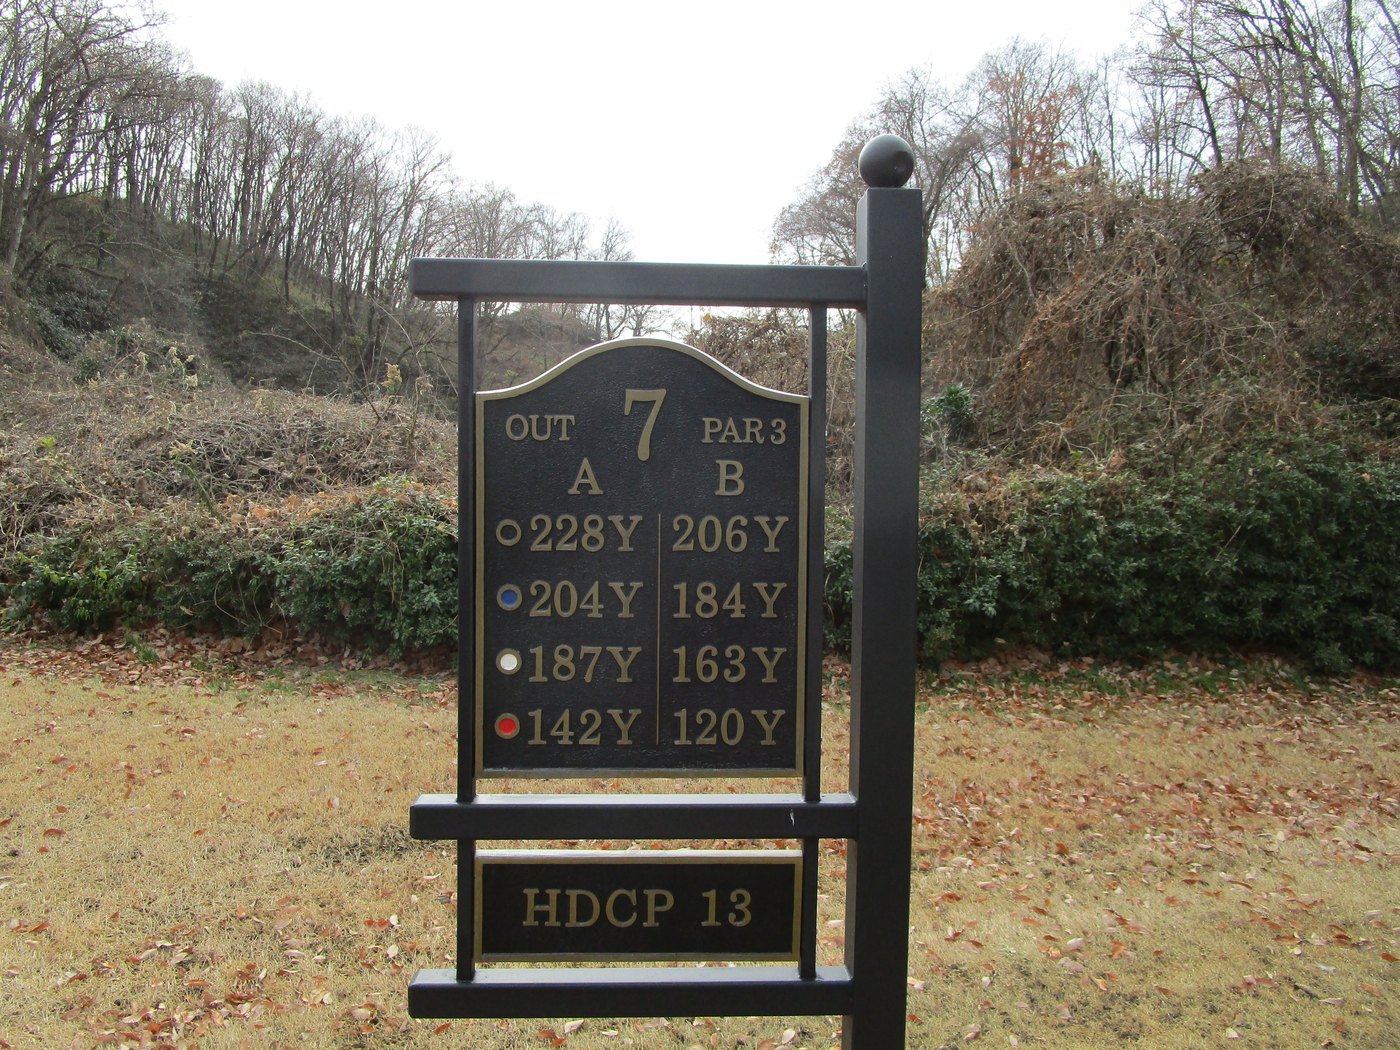 7
OUT PAR 3
A B
228Y 206Y
204Y 184Y
187Y 163Y
142Y 120Y
HDCP 13